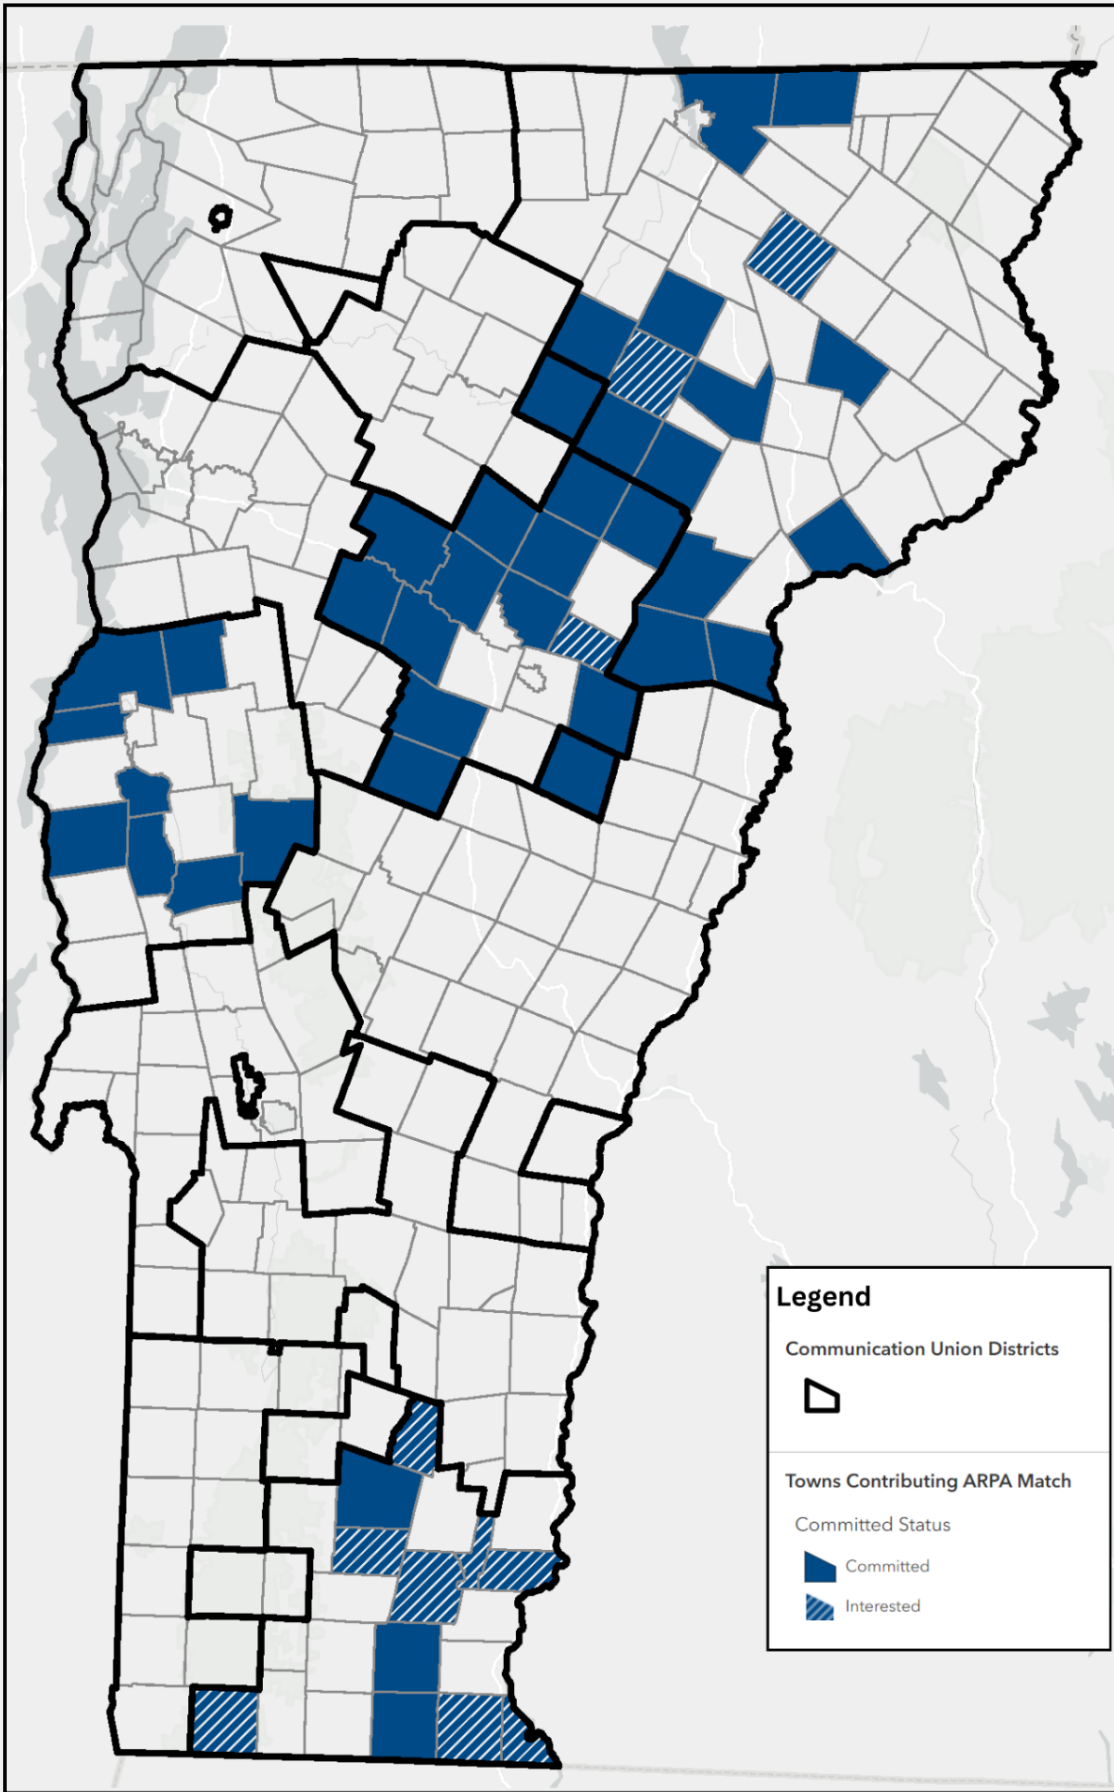 Legend
Communication Union Districts
Towns Contributing ARPA Match
Committed Status
Committed
Interested